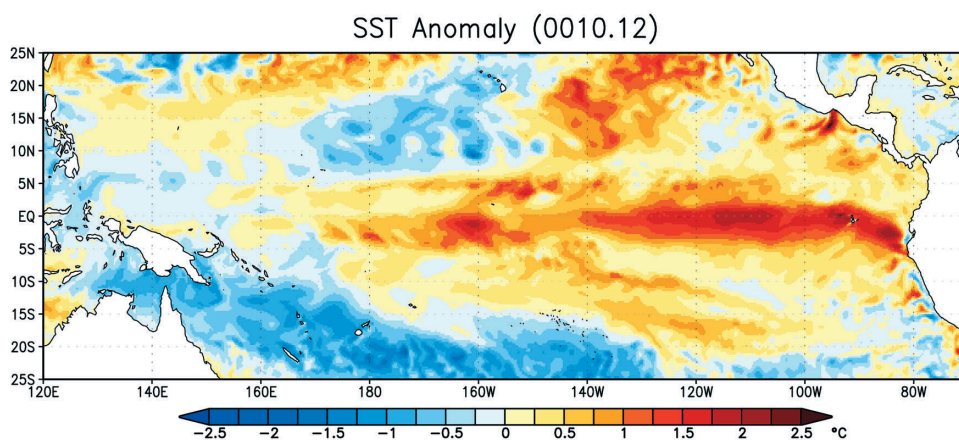 SST Anomaly (0010.12)
25N
20N
15N
10N
5N
EQ
5S
10S
15S
20S
25S
120E 140E 160E 180 160W 140W 120W 100W 80W
-2.5 -2 -1.5 -1 -0.5 0 0.5 1 1.5 2 2.5 °C